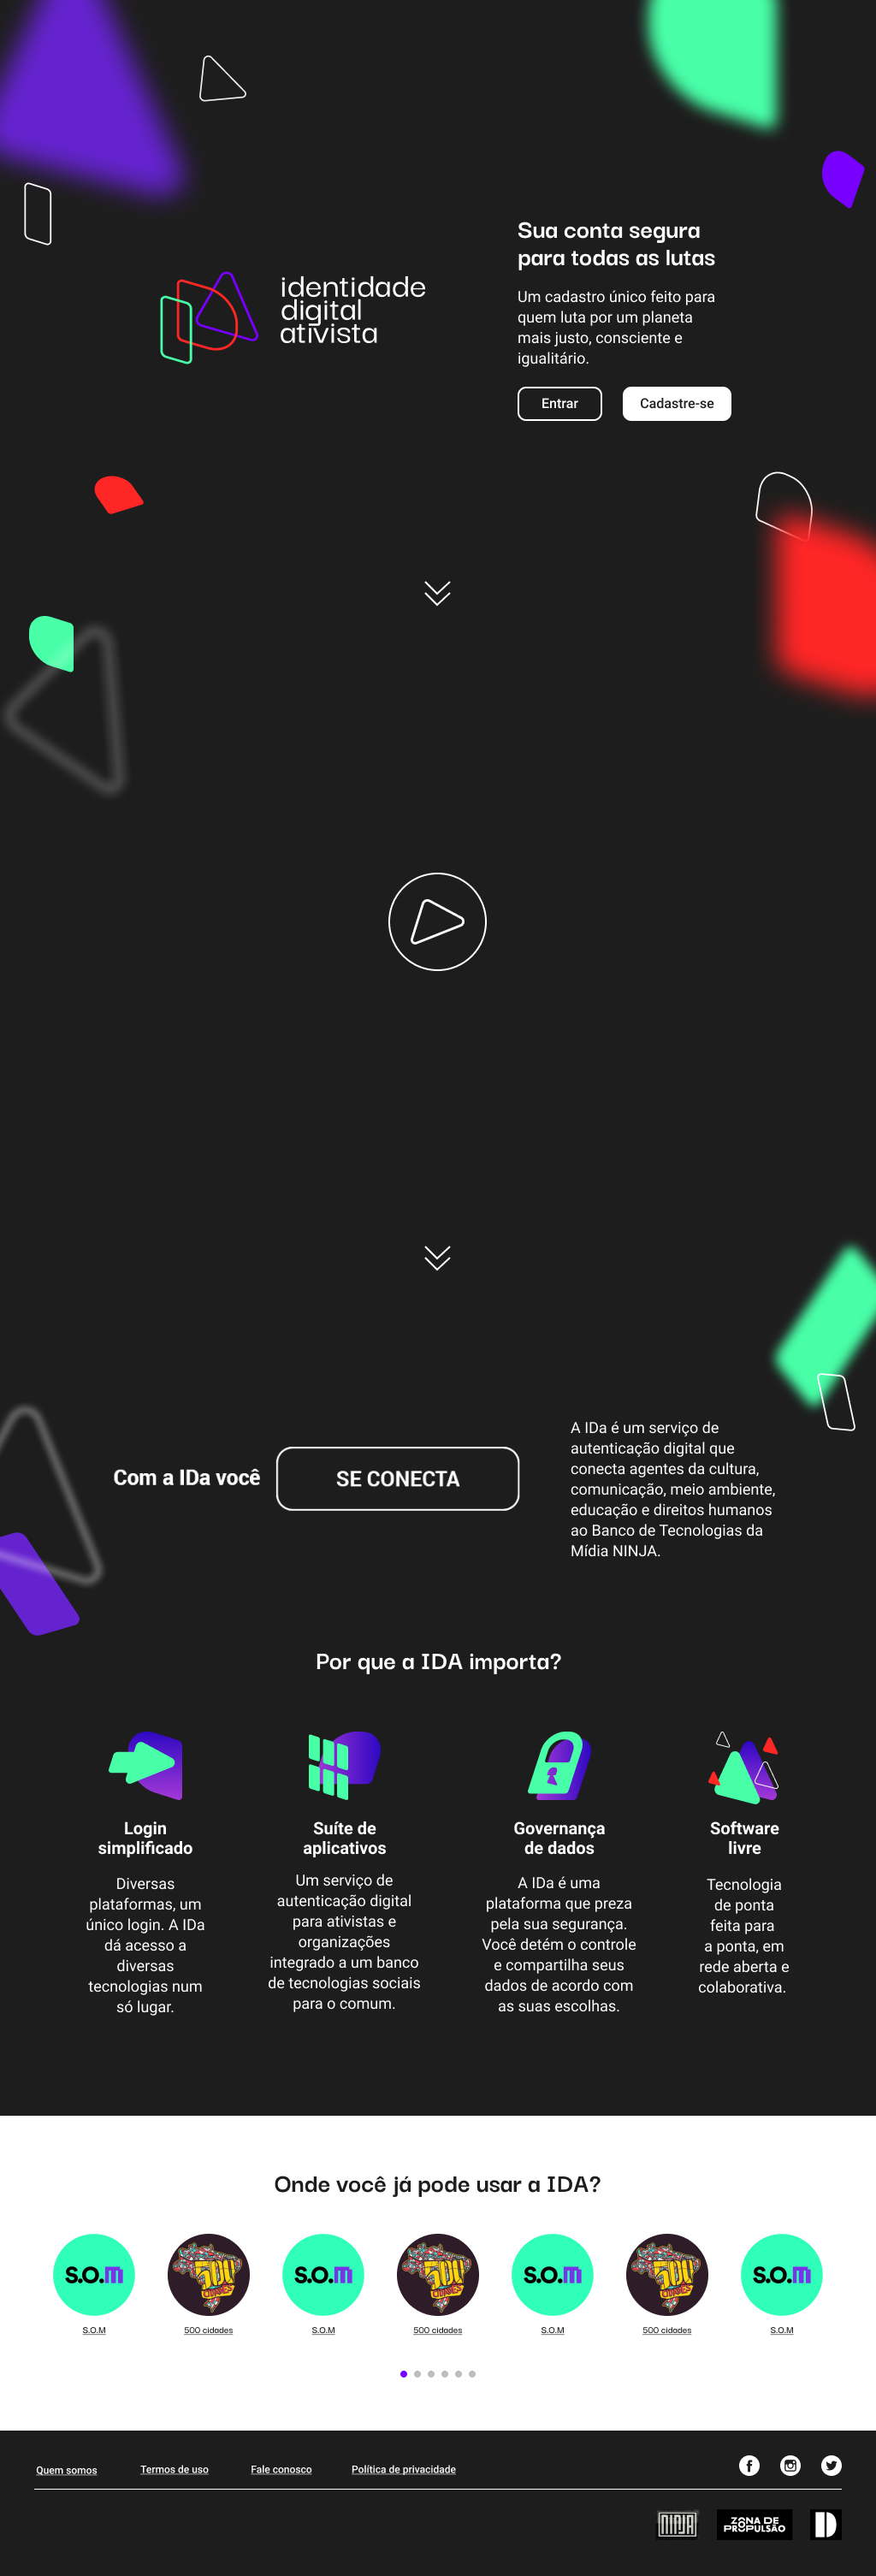 identidade
digital
ativista
Sua conta segura
para todas as lutas
Um cadastro único feito para
quem luta por um planeta
mais justo, consciente e
igualitário.
Entrar
Cadastre-se
Com a IDa você
SE CONECTA
A IDa é um serviço de
autenticação digital que
conecta agentes da cultura,
comunicação, meio ambiente,
educação e direitos humanos
ao Banco de Tecnologias da
Mídia NINJA.
Por que a IDA importa?
Login
simplificado
Diversas
plataformas, um
único login. A IDa
dá acesso a
diversas
tecnologias num
só lugar.
Suíte de
aplicativos
Um serviço de
autenticação digital
para ativistas e
organizações
integrado a um banco
de tecnologias sociais
para o comum.
Governança
de dados
A IDa é uma
plataforma que preza
pela sua segurança.
Você detém o controle
e compartilha seus
dados de acordo com
as suas escolhas.
Software
livre
Tecnologia
de ponta
feita para
a ponta, em
rede aberta e
colaborativa.
Onde você já pode usar a IDA?
S.O.M
S.O.M
500 CIDADES
500 cidades
S.O.M
S.O.M
500 CIDADES
500 cidades
S.O.M
S.O.M
500 CIDADES
500 cidades
S.O.M
S.O.M
Quem somos
Termos de uso
Fale conosco
Política de privacidade
NINJA
ZONA DE
PROPULSÃO